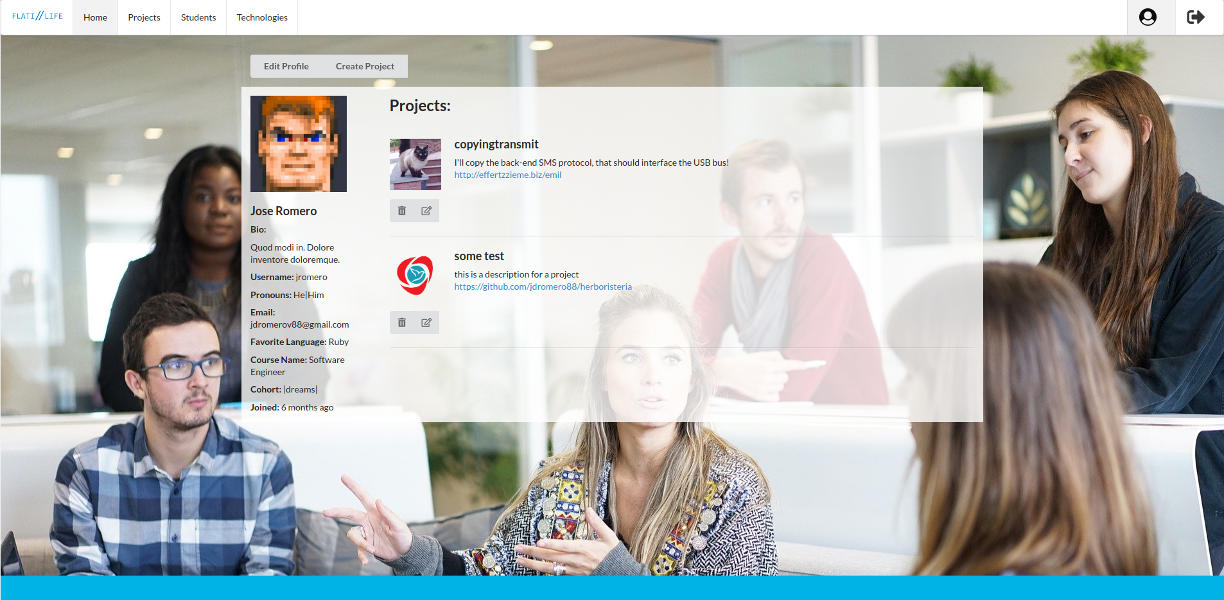 FLATI//LIFE
Home
Projects
Students
Technologies
Edit Profile
Create Project
Jose Romero
Bio:
Quod modi in. Dolore
inventore doloremque.
Username: jromero
Pronouns: He|Him
Email:
jdromerov88@gmail.com
Favorite Language: Ruby
Course Name: Software
Engineer
Cohort: |dreams|
Joined: 6 months ago
Projects:
copyingtransmit
I'll copy the back-end SMS protocol, that should interface the USB bus!
http://effertzzieme.biz/emil
some test
this is a description for a project
https://github.com/jdromero88/herboristeria